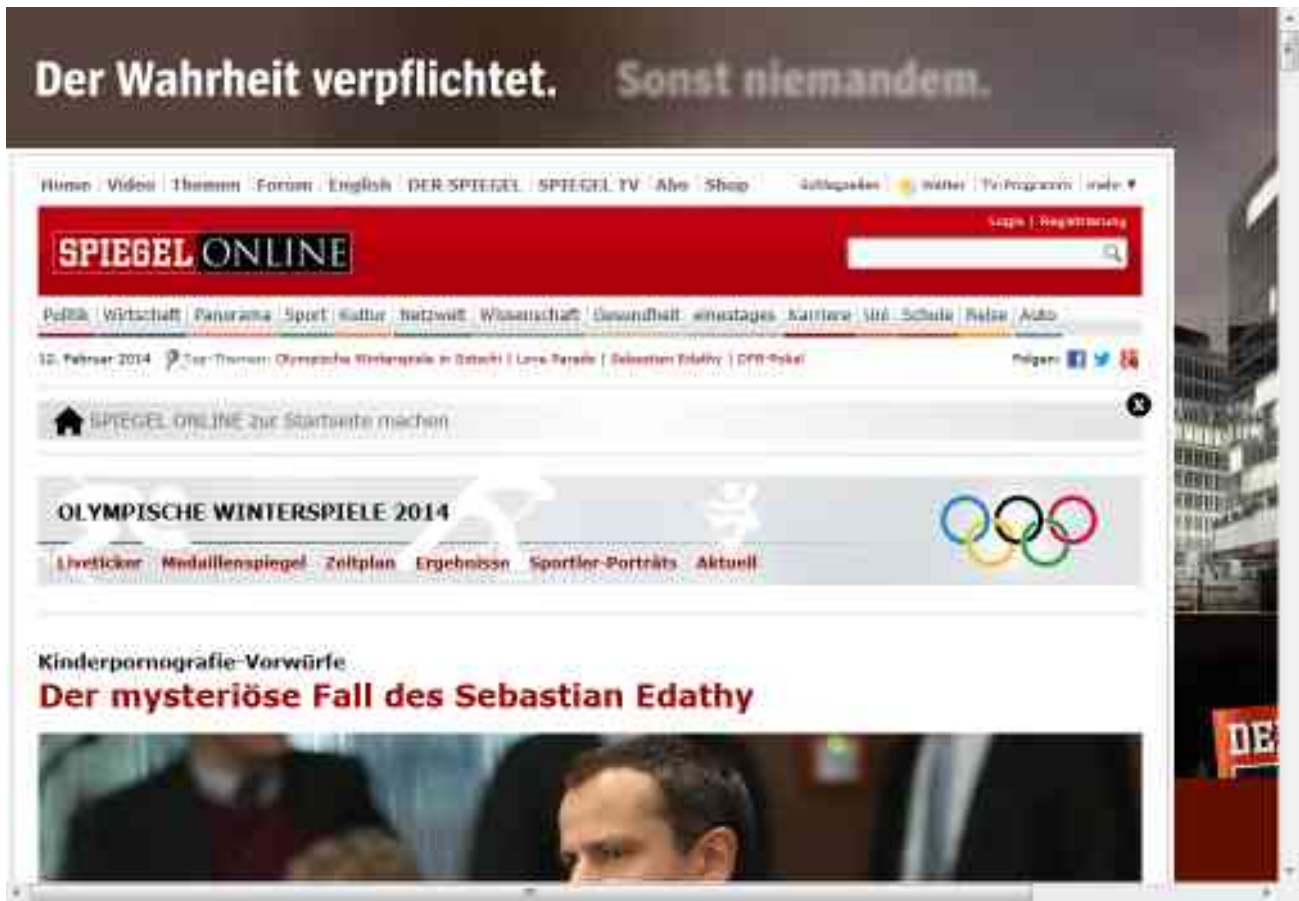 Der Wahrheit verpflichtet. Sonst niemandem.
Home Video Themen Forum English DER SPIEGEL SPIEGEL TV Abo Shop Schlagzeilen Wetter TV-Programm mehr
Login | Registrierung
SPIEGEL ONLINE
Politik Wirtschaft Panorama Sport Kultur Netzwelt Wissenschaft Gesundheit einestages Karriere Uni Schule Reise Auto
12. Februar 2014 Top-Themen: Olympische Winterspiele in Sotschi | Love Parade | Sebastian Edathy | DFB-Pokal Folgen:
SPIEGEL ONLINE zur Startseite machen
OLYMPISCHE WINTERSPIELE 2014
Liveticker Medaillenspiegel Zeitplan Ergebnisse Sportler-Porträts Aktuell
Kinderpornografie-Vorwürfe
Der mysteriöse Fall des Sebastian Edathy
DE